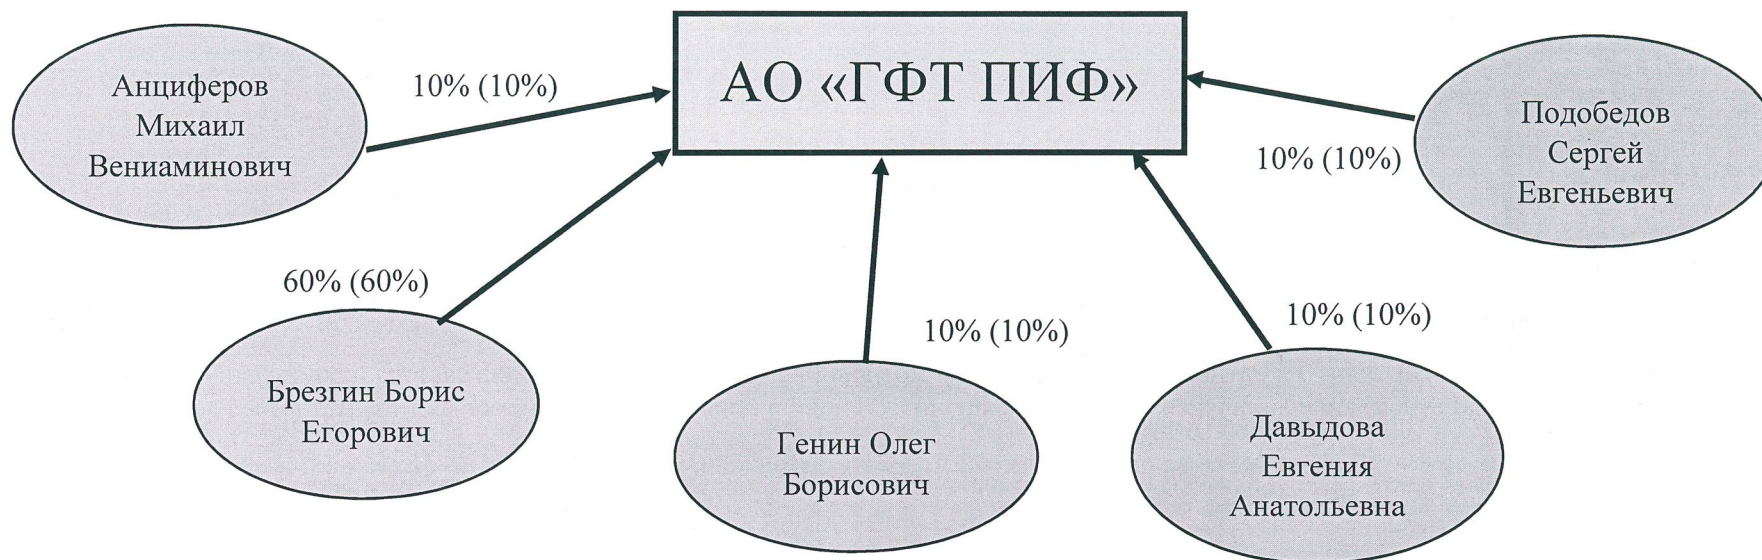 АО «ГФТ ПИФ»
Анциферов
Михаил
Вениаминович
10% (10%)
Подобедов
Сергей
Евгеньевич
10% (10%)
60% (60%)
Брезгин Борис
Егорович
10% (10%)
Генин Олег
Борисович
10% (10%)
Давыдова
Евгения
Анатольевна